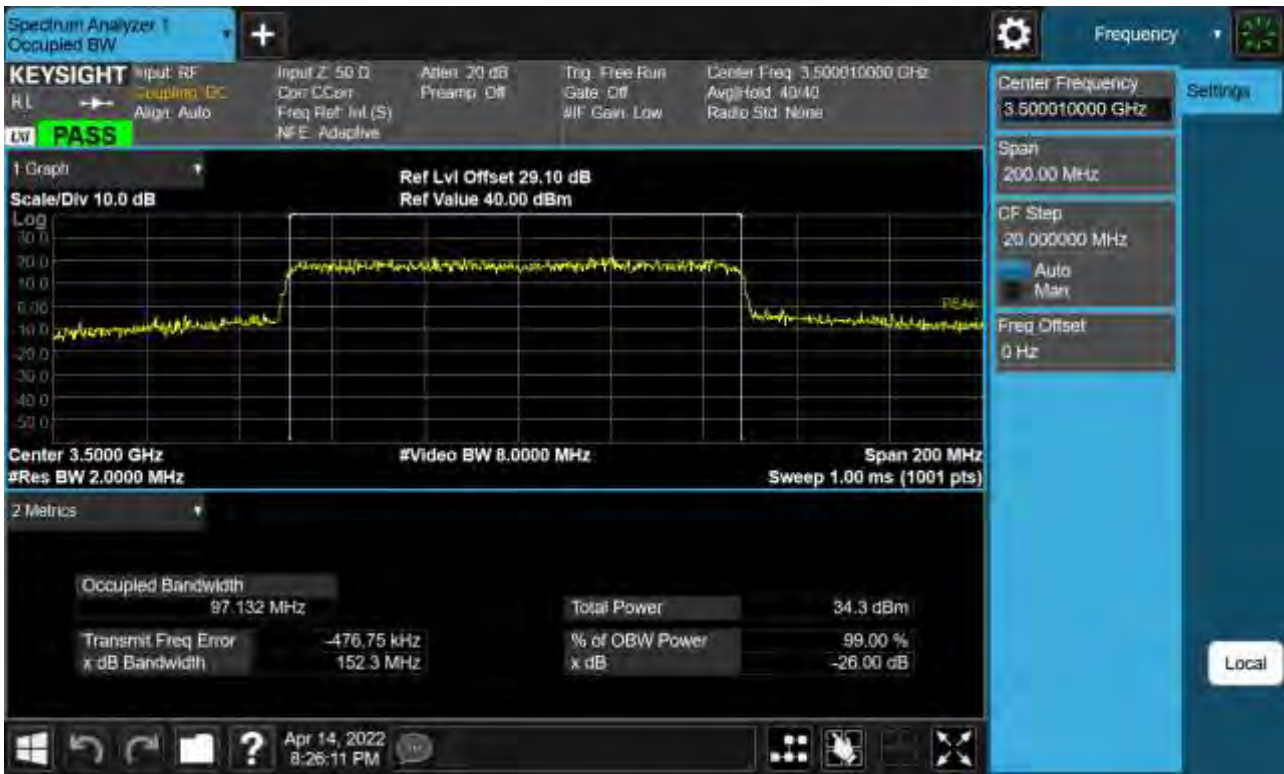 Spectrum Analyzer 1
Occupied BW
Frequency
KEYSIGHT
Input: RF
Coupling: DC
Align: Auto
RL
PASS
Input Z: 50 Ω
Corr CCorr
Freq Ref: Int (S)
NFE: Adaptive
Atten: 20 dB
Preamp: Off
Trig: Free Run
Gate: Off
#IF Gain: Low
Center Freq: 3.500010000 GHz
Avg|Hold: 40/40
Radio Std: None
Center Frequency
3.500010000 GHz
Settings
Span
200.00 MHz
CF Step
20.000000 MHz
Auto
Man
Freq Offset
0 Hz
1 Graph
Scale/Div 10.0 dB
Ref Lvl Offset 29.10 dB
Ref Value 40.00 dBm
Log
30.0
20.0
10.0
0.00
-10.0
-20.0
-30.0
-40.0
-50.0
PEAK
Center 3.5000 GHz
#Res BW 2.0000 MHz
#Video BW 8.0000 MHz
Span 200 MHz
Sweep 1.00 ms (1001 pts)
2 Metrics
Occupied Bandwidth
97.132 MHz
Transmit Freq Error -476.75 kHz
x dB Bandwidth 152.3 MHz
Total Power 34.3 dBm
% of OBW Power 99.00 %
x dB -26.00 dB
Local
Apr 14, 2022
8:26:11 PM